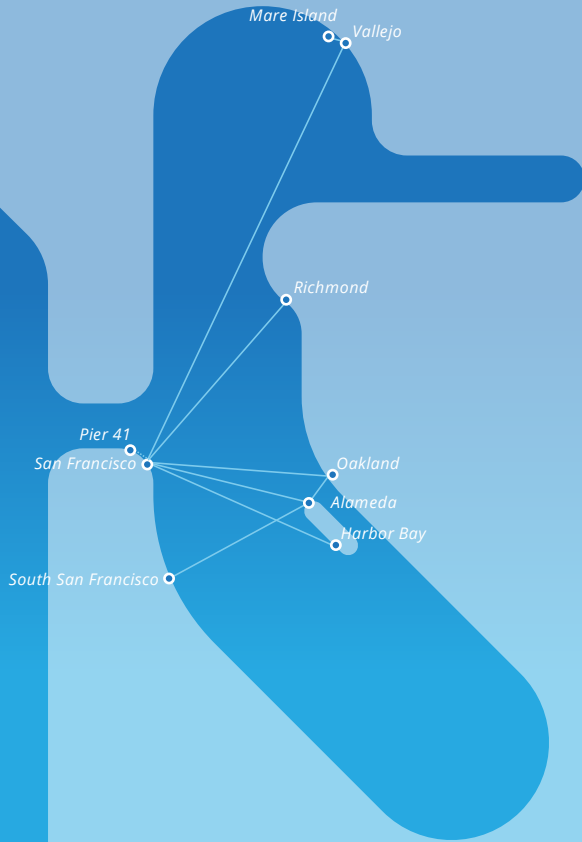 Mare Island
Vallejo
Richmond
Pier 41
San Francisco
Oakland
Alameda
Harbor Bay
South San Francisco